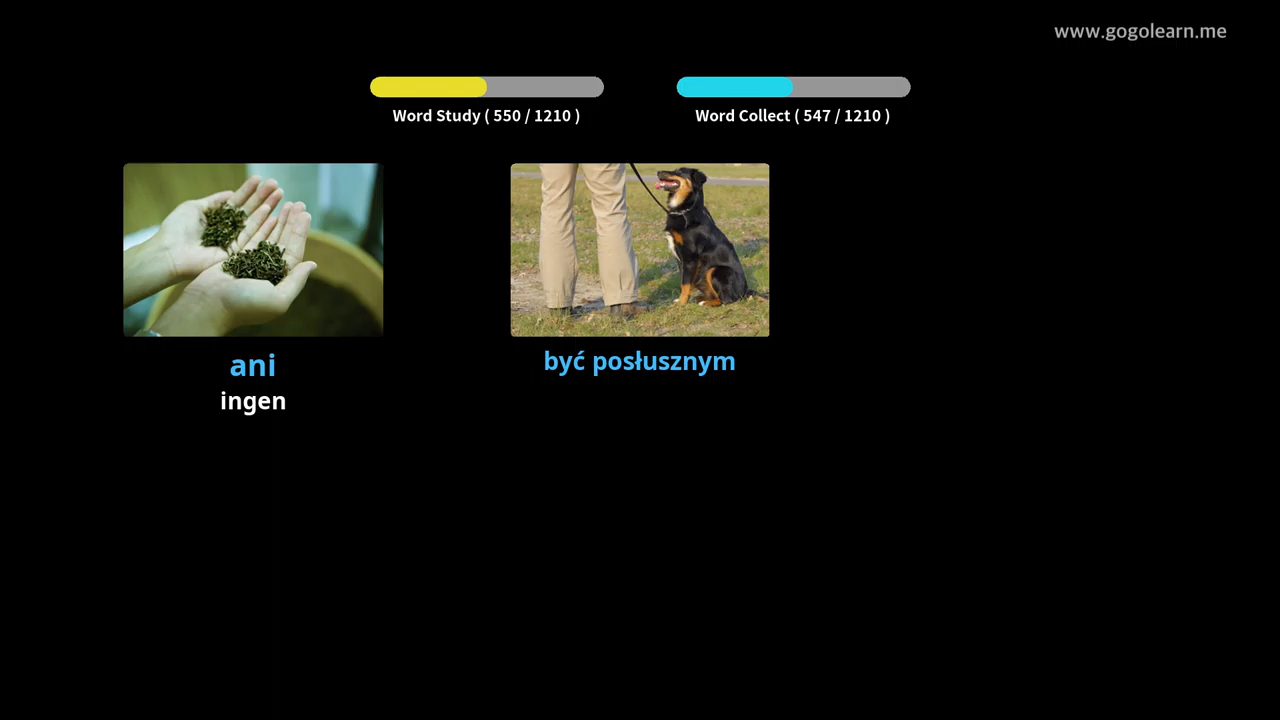 www.gogolearn.me
Word Study ( 550 / 1210 )
Word Collect ( 547 / 1210 )
ani
ingen
być posłusznym